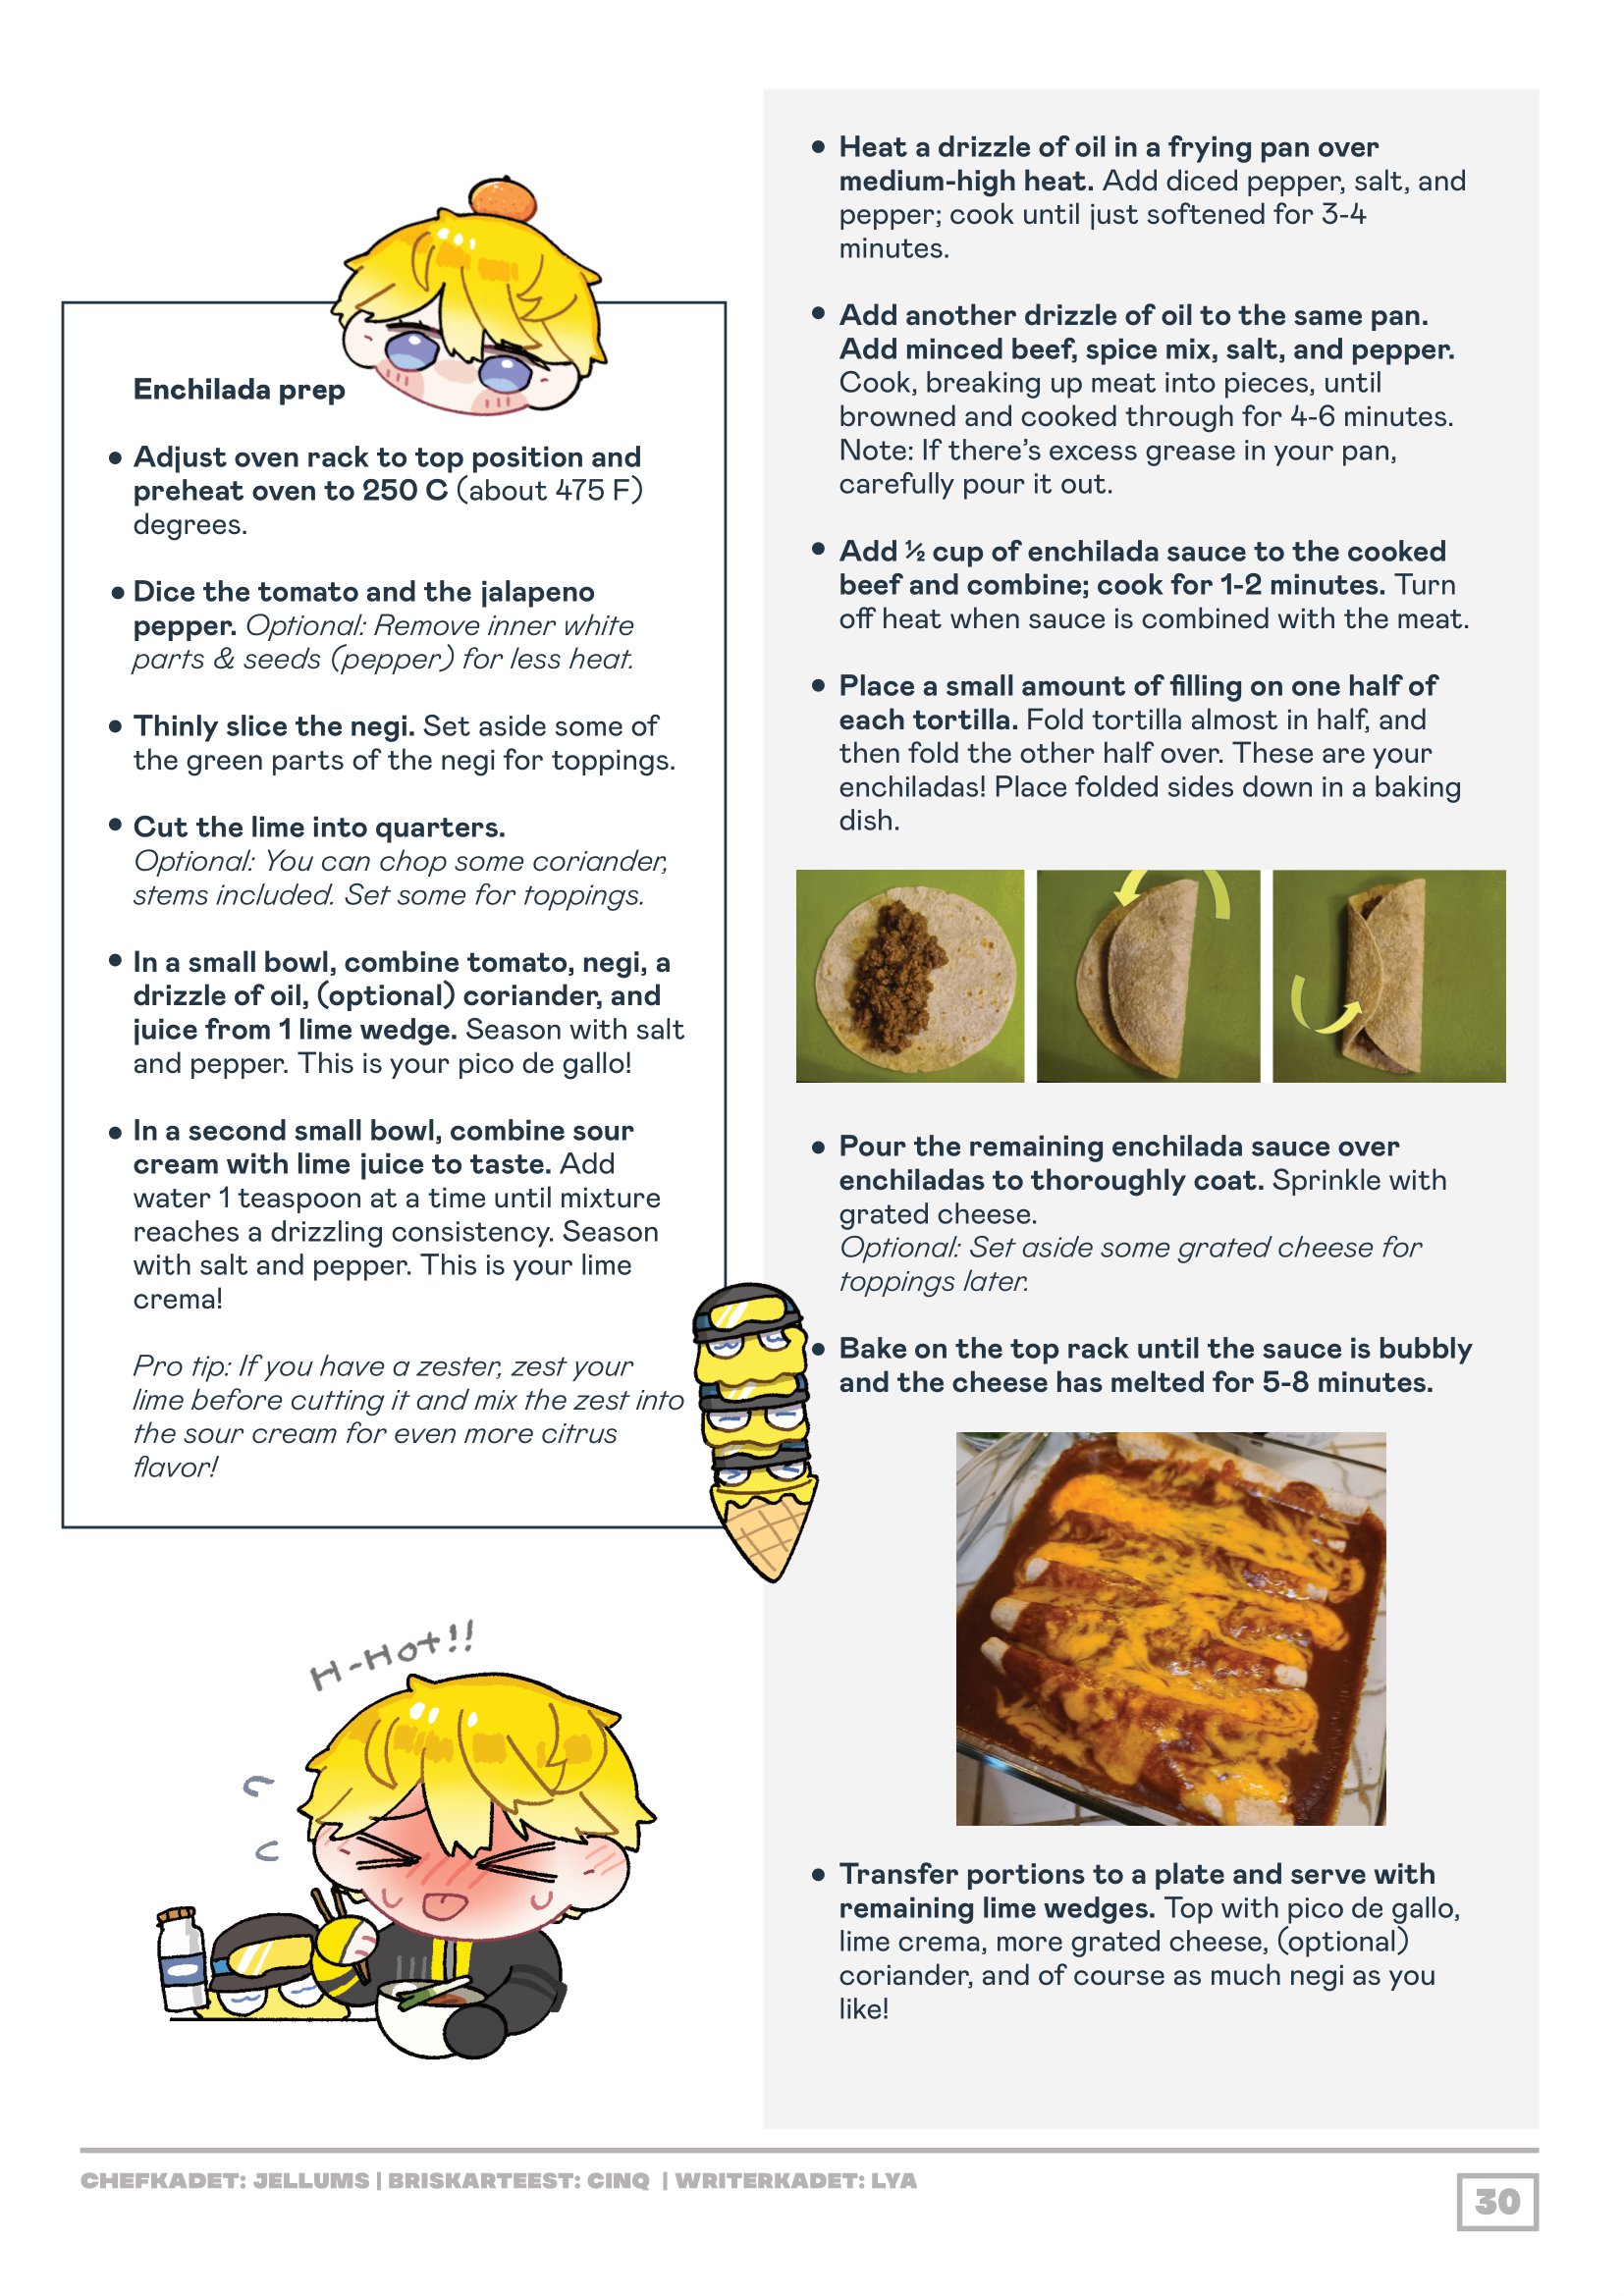 Enchilada prep
• Adjust oven rack to top position and
preheat oven to 250 C (about 475 F)
degrees.
• Dice the tomato and the jalapeno
pepper. Optional: Remove inner white
parts & seeds (pepper) for less heat.
• Thinly slice the negi. Set aside some of
the green parts of the negi for toppings.
• Cut the lime into quarters.
Optional: You can chop some coriander,
stems included. Set some for toppings.
• In a small bowl, combine tomato, negi, a
drizzle of oil, (optional) coriander, and
juice from 1 lime wedge. Season with salt
and pepper. This is your pico de gallo!
• In a second small bowl, combine sour
cream with lime juice to taste. Add
water 1 teaspoon at a time until mixture
reaches a drizzling consistency. Season
with salt and pepper. This is your lime
crema!
Pro tip: If you have a zester, zest your
lime before cutting it and mix the zest into
the sour cream for even more citrus
flavor!
H-Hot!!
• Heat a drizzle of oil in a frying pan over
medium-high heat. Add diced pepper, salt, and
pepper; cook until just softened for 3-4
minutes.
• Add another drizzle of oil to the same pan.
Add minced beef, spice mix, salt, and pepper.
Cook, breaking up meat into pieces, until
browned and cooked through for 4-6 minutes.
Note: If there’s excess grease in your pan,
carefully pour it out.
• Add ½ cup of enchilada sauce to the cooked
beef and combine; cook for 1-2 minutes. Turn
off heat when sauce is combined with the meat.
• Place a small amount of filling on one half of
each tortilla. Fold tortilla almost in half, and
then fold the other half over. These are your
enchiladas! Place folded sides down in a baking
dish.
• Pour the remaining enchilada sauce over
enchiladas to thoroughly coat. Sprinkle with
grated cheese.
Optional: Set aside some grated cheese for
toppings later.
• Bake on the top rack until the sauce is bubbly
and the cheese has melted for 5-8 minutes.
• Transfer portions to a plate and serve with
remaining lime wedges. Top with pico de gallo,
lime crema, more grated cheese, (optional)
coriander, and of course as much negi as you
like!
CHEFKADET: JELLUMS | BRISKARTEEST: CINQ | WRITERKADET: LYA
30